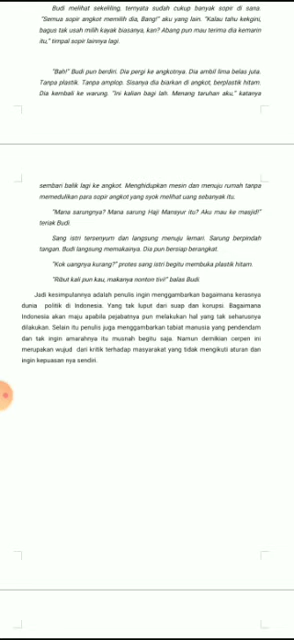 Budi melihat sekeliling, ternyata sudah cukup banyak sopir di sana.
"Semua sopir angkot memilih dia, Bang!" aku yang lain. "Kalau tahu kekgini,
bagus tak usah milih kayak biasanya, kan? Abang pun mau terima dia kemarin
itu," timpal sopir lainnya lagi.
"Bah!" Budi pun berdiri. Dia pergi ke angkotnya. Dia ambil lima belas juta.
Tanpa plastik. Tanpa amplop. Sisanya dia biarkan di angkot, berplastik hitam.
Dia kembali ke warung. "Ini kalian bagi lah. Menang taruhan aku," katanya
sembari balik lagi ke angkot. Menghidupkan mesin dan menuju rumah tanpa
memedulikan para sopir angkot yang syok melihat uang sebanyak itu.
"Mana sarungnya? Mana sarung Haji Mansyur itu? Aku mau ke masjid!"
teriak Budi.
Sang istri tersenyum dan langsung menuju lemari. Sarung berpindah
tangan. Budi langsung memakainya. Dia pun bersiap berangkat.
"Kok uangnya kurang?" protes sang istri begitu membuka plastik hitam.
"Ribut kali pun kau, makanya nonton tivi!" balas Budi.
Jadi kesimpulannya adalah penulis ingin menggambarkan bagaimana kerasnya
dunia politik di Indonesia. Yang tak luput dari suap dan korupsi. Bagaimana
Indonesia akan maju apabila pejabatnya pun melakukan hal yang tak seharusnya
dilakukan. Selain itu penulis juga menggambarkan tabiat manusia yang pendendam
dan tak ingin amarahnya itu musnah begitu saja. Namun demikian cerpen ini
merupakan wujud dari kritik terhadap masyarakat yang tidak mengikuti aturan dan
ingin kepuasan nya sendiri.